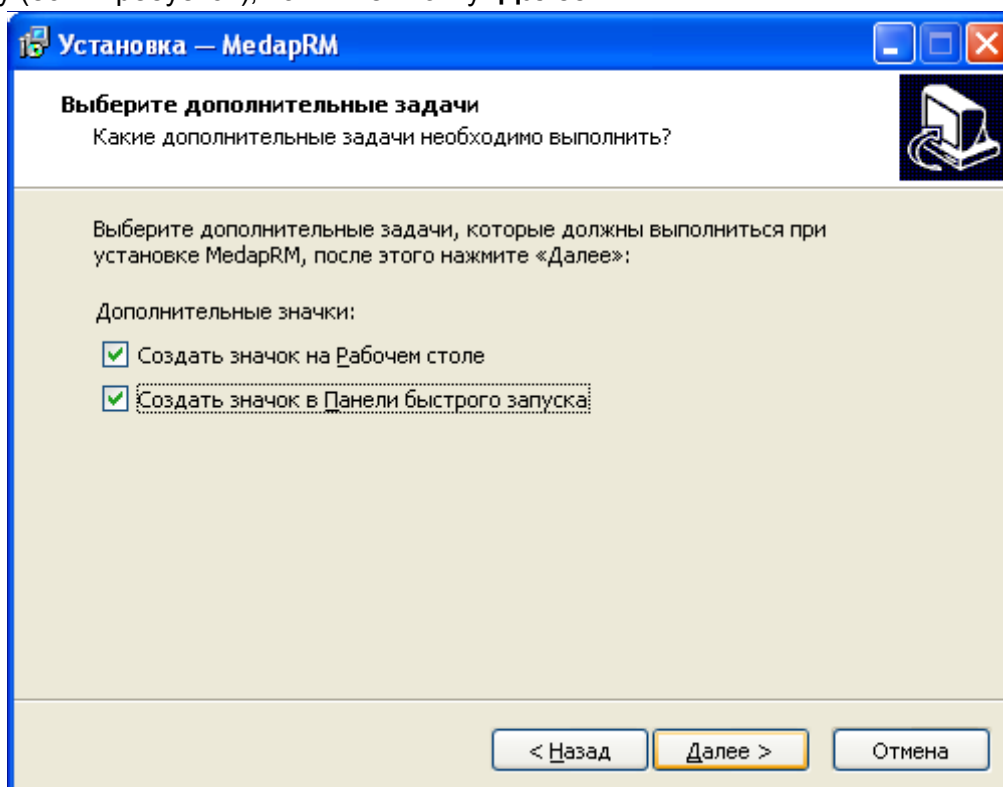 Установка — MedapRM
Выберите дополнительные задачи
Какие дополнительные задачи необходимо выполнить?
Выберите дополнительные задачи, которые должны выполниться при
установке MedapRM, после этого нажмите «Далее»:
Дополнительные значки:
Создать значок на Рабочем столе
Создать значок в Панели быстрого запуска
< Назад
Далее >
Отмена